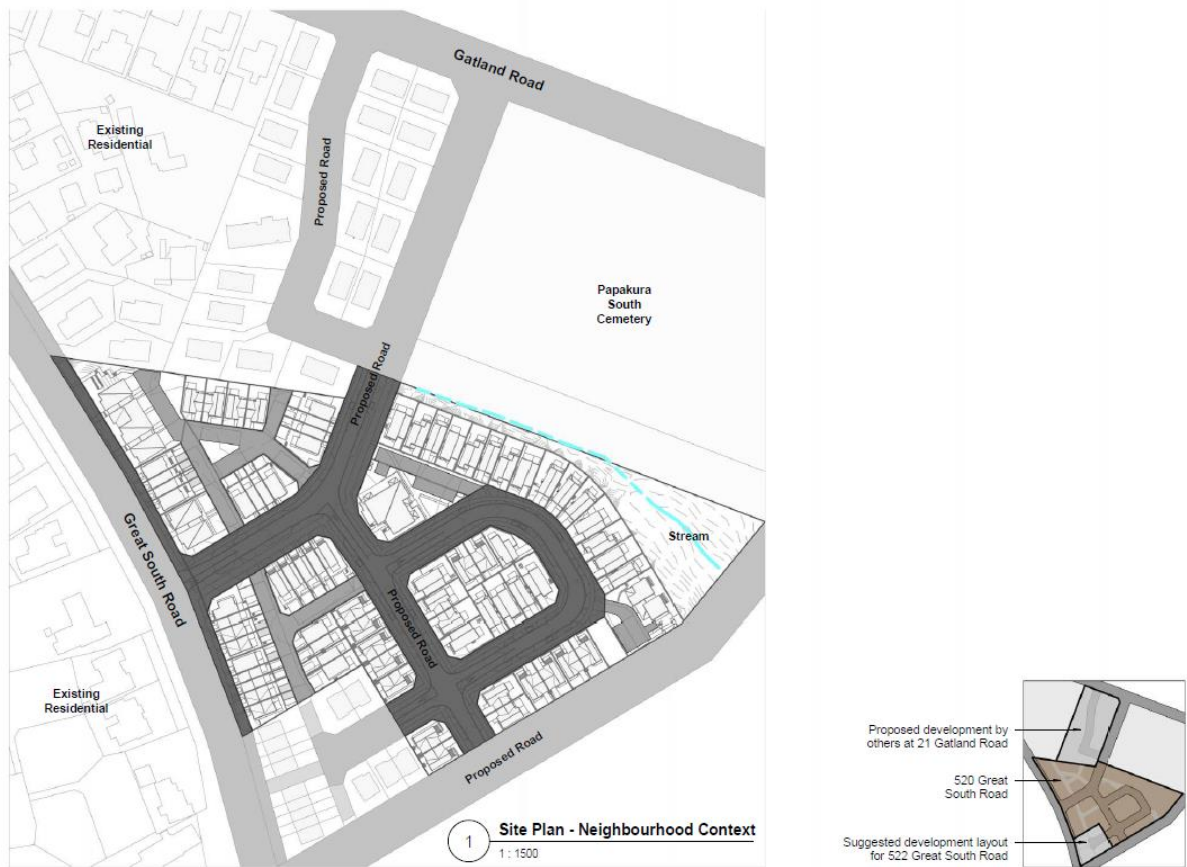 Gatland Road
Existing
Residential
Proposed Road
Papakura
South
Cemetery
Proposed Road
Great South Road
Stream
Proposed Road
Existing
Residential
Proposed Road
1
Site Plan - Neighbourhood Context
1 : 1500
Proposed development by
others at 21 Gatland Road
520 Great
South Road
Suggested development layout
for 522 Great South Road